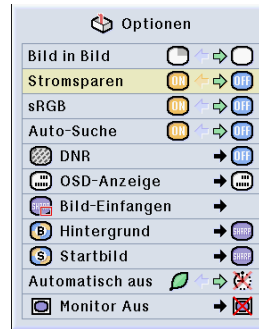 Optionen
Bild in Bild
Stromsparen ON OFF
sRGB ON OFF
Auto-Suche ON OFF
DNR OFF
OSD-Anzeige
Bild-Einfangen
B Hintergrund SHARP
S Startbild SHARP
Automatisch aus
Monitor Aus